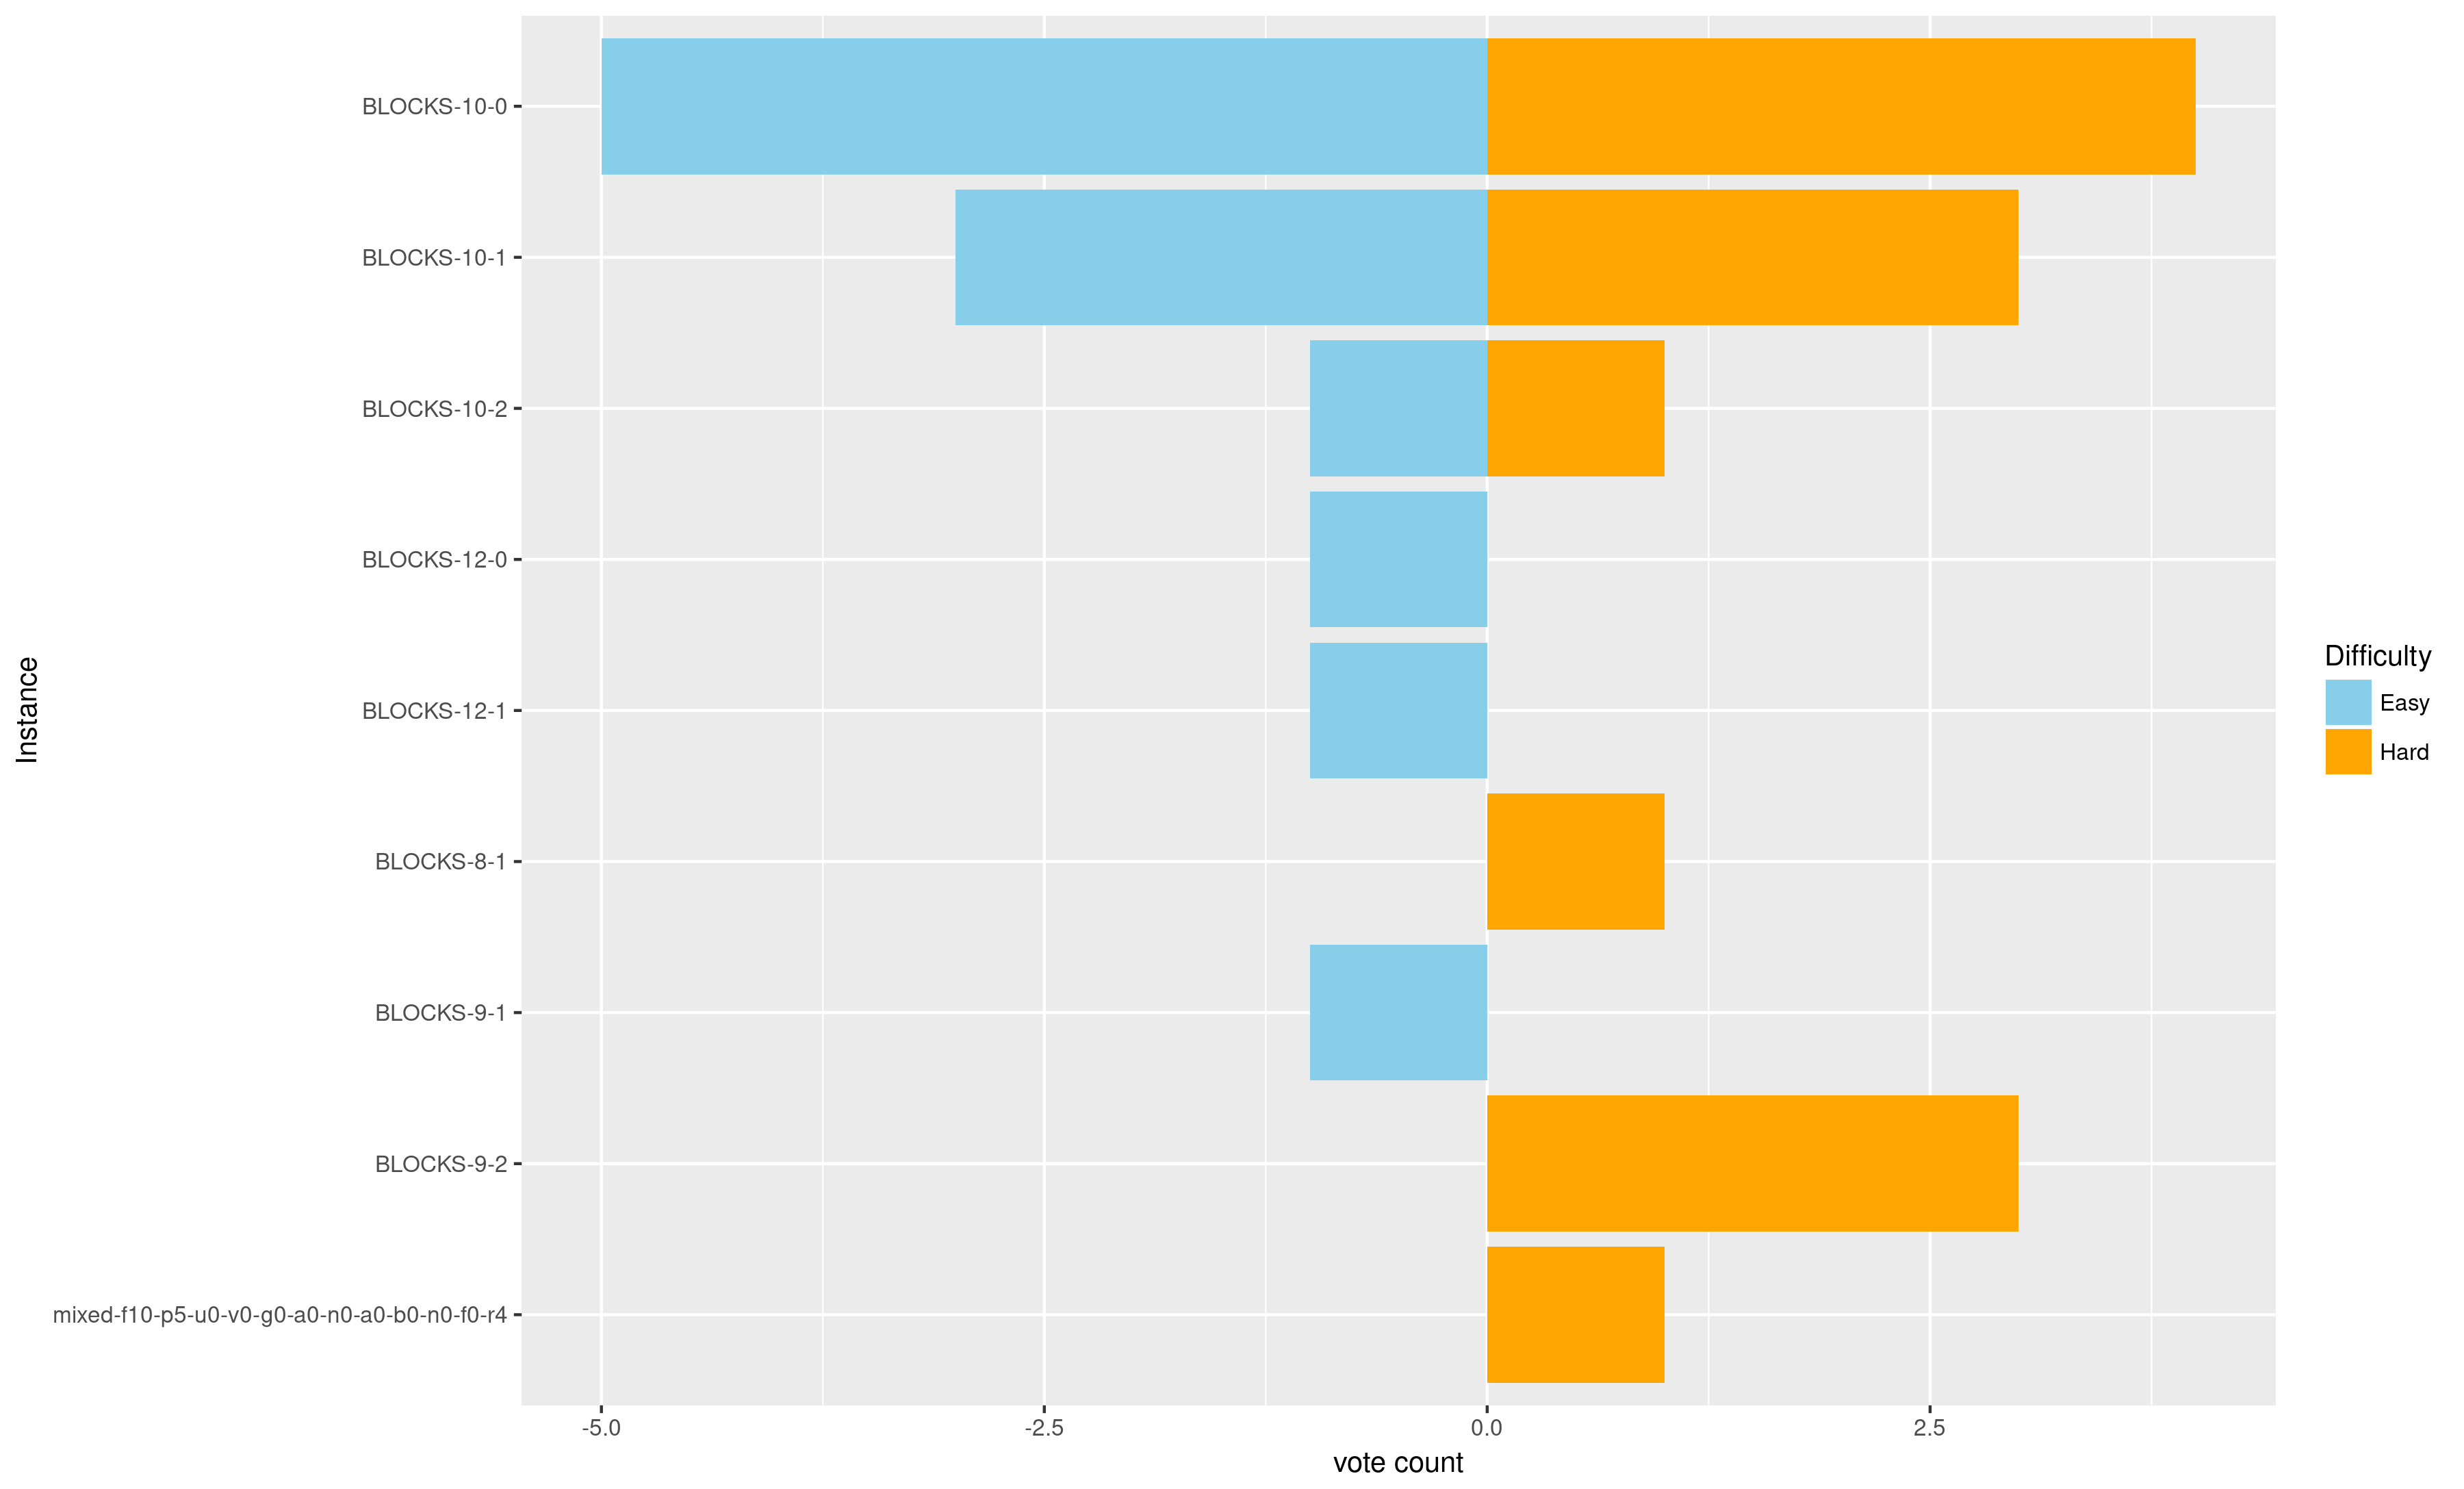 Instance
BLOCKS-10-0
BLOCKS-10-1
BLOCKS-10-2
BLOCKS-12-0
BLOCKS-12-1
BLOCKS-8-1
BLOCKS-9-1
BLOCKS-9-2
mixed-f10-p5-u0-v0-g0-a0-n0-a0-b0-n0-f0-r4
-5.0
-2.5
0.0
2.5
vote count
Difficulty
Easy
Hard